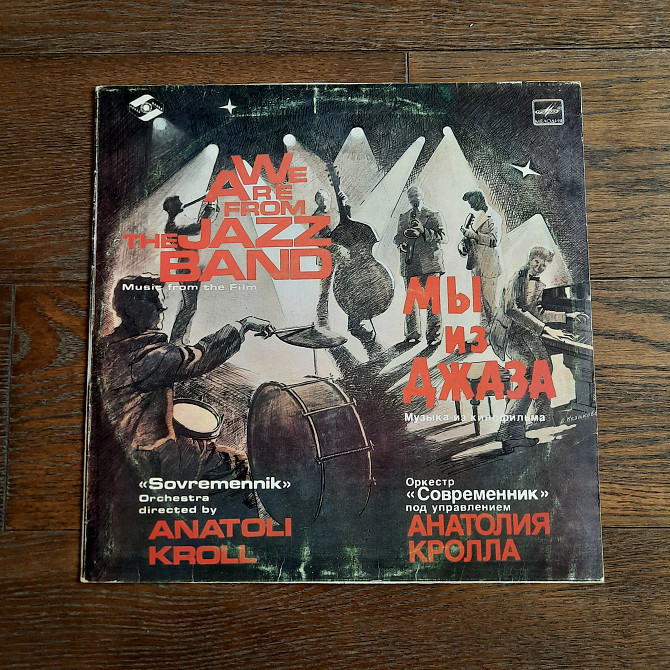 МЕЛОДИЯ
WE
ARE
FROM
THE JAZZ
BAND
Music from the Film
МЫ
из
ДЖАЗА
Музыка из кинофильма
«Sovremennik»
Orchestra
directed by
ANATOLI
KROLL
Оркестр
«Современник»
под управлением
АНАТОЛИЯ
КРОЛЛА